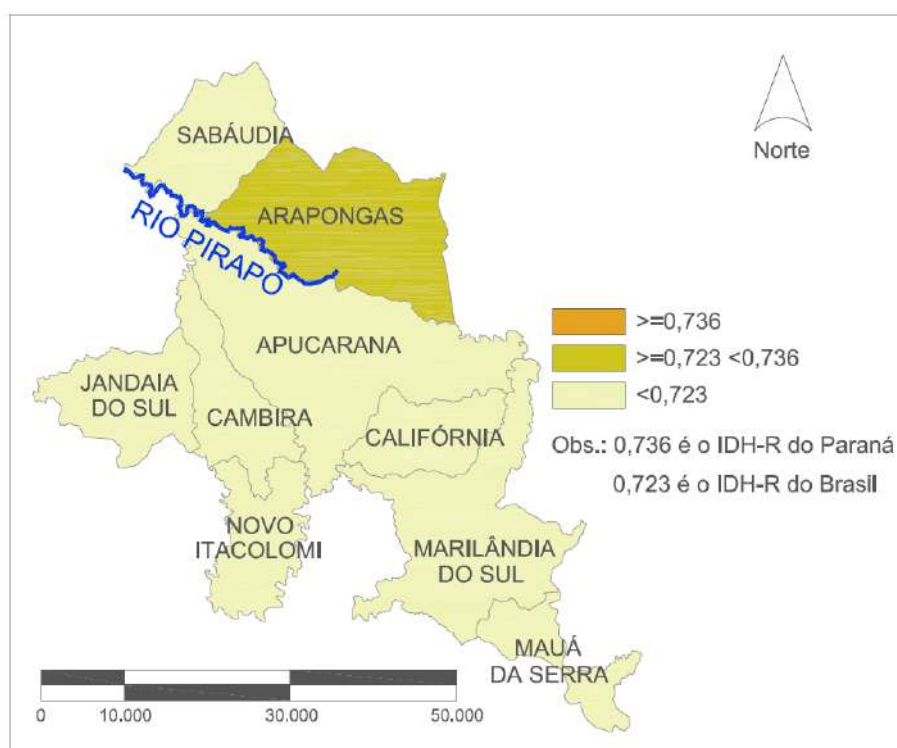 SABÁUDIA
Norte
ARAPONGAS
RIO PIRAPÓ
>=0,736
APUCARANA
>=0,723 <0,736
JANDAIA
DO SUL
<0,723
CAMBIRA
CALIFÓRNIA
Obs.: 0,736 é o IDH-R do Paraná
0,723 é o IDH-R do Brasil
NOVO
ITACOLOMI
MARILÂNDIA
DO SUL
MAUÁ
DA SERRA
0 10.000 30.000 50.000